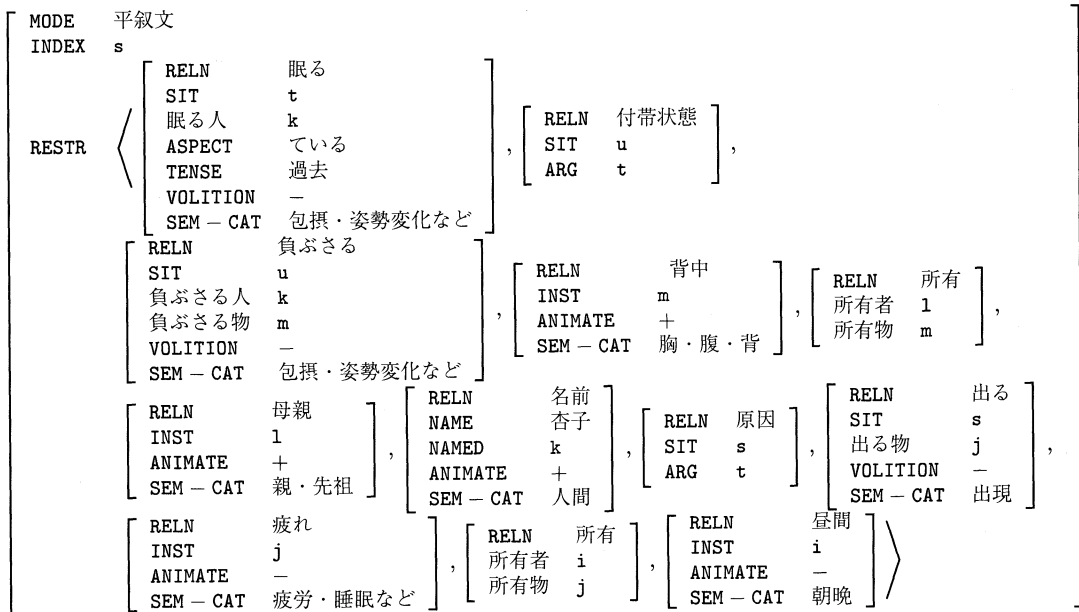 MODE 平叙文
INDEX s
RESTR
RELN 眠る
SIT t
眠る人 k
ASPECT ている
TENSE 過去
VOLITION −
SEM − CAT 包摂・姿勢変化など
,
RELN 付帯状態
SIT u
ARG t
,
RELN 負ぶさる
SIT u
負ぶさる人 k
負ぶさる物 m
VOLITION −
SEM − CAT 包摂・姿勢変化など
,
RELN 背中
INST m
ANIMATE +
SEM − CAT 胸・腹・背
,
RELN 所有
所有者 l
所有物 m
,
RELN 母親
INST l
ANIMATE +
SEM − CAT 親・先祖
,
RELN 名前
NAME 杏子
NAMED k
ANIMATE +
SEM − CAT 人間
,
RELN 原因
SIT s
ARG t
,
RELN 出る
SIT s
出る物 j
VOLITION −
SEM − CAT 出現
,
RELN 疲れ
INST j
ANIMATE −
SEM − CAT 疲労・睡眠など
,
RELN 所有
所有者 i
所有物 j
,
RELN 昼間
INST i
ANIMATE −
SEM − CAT 朝晩